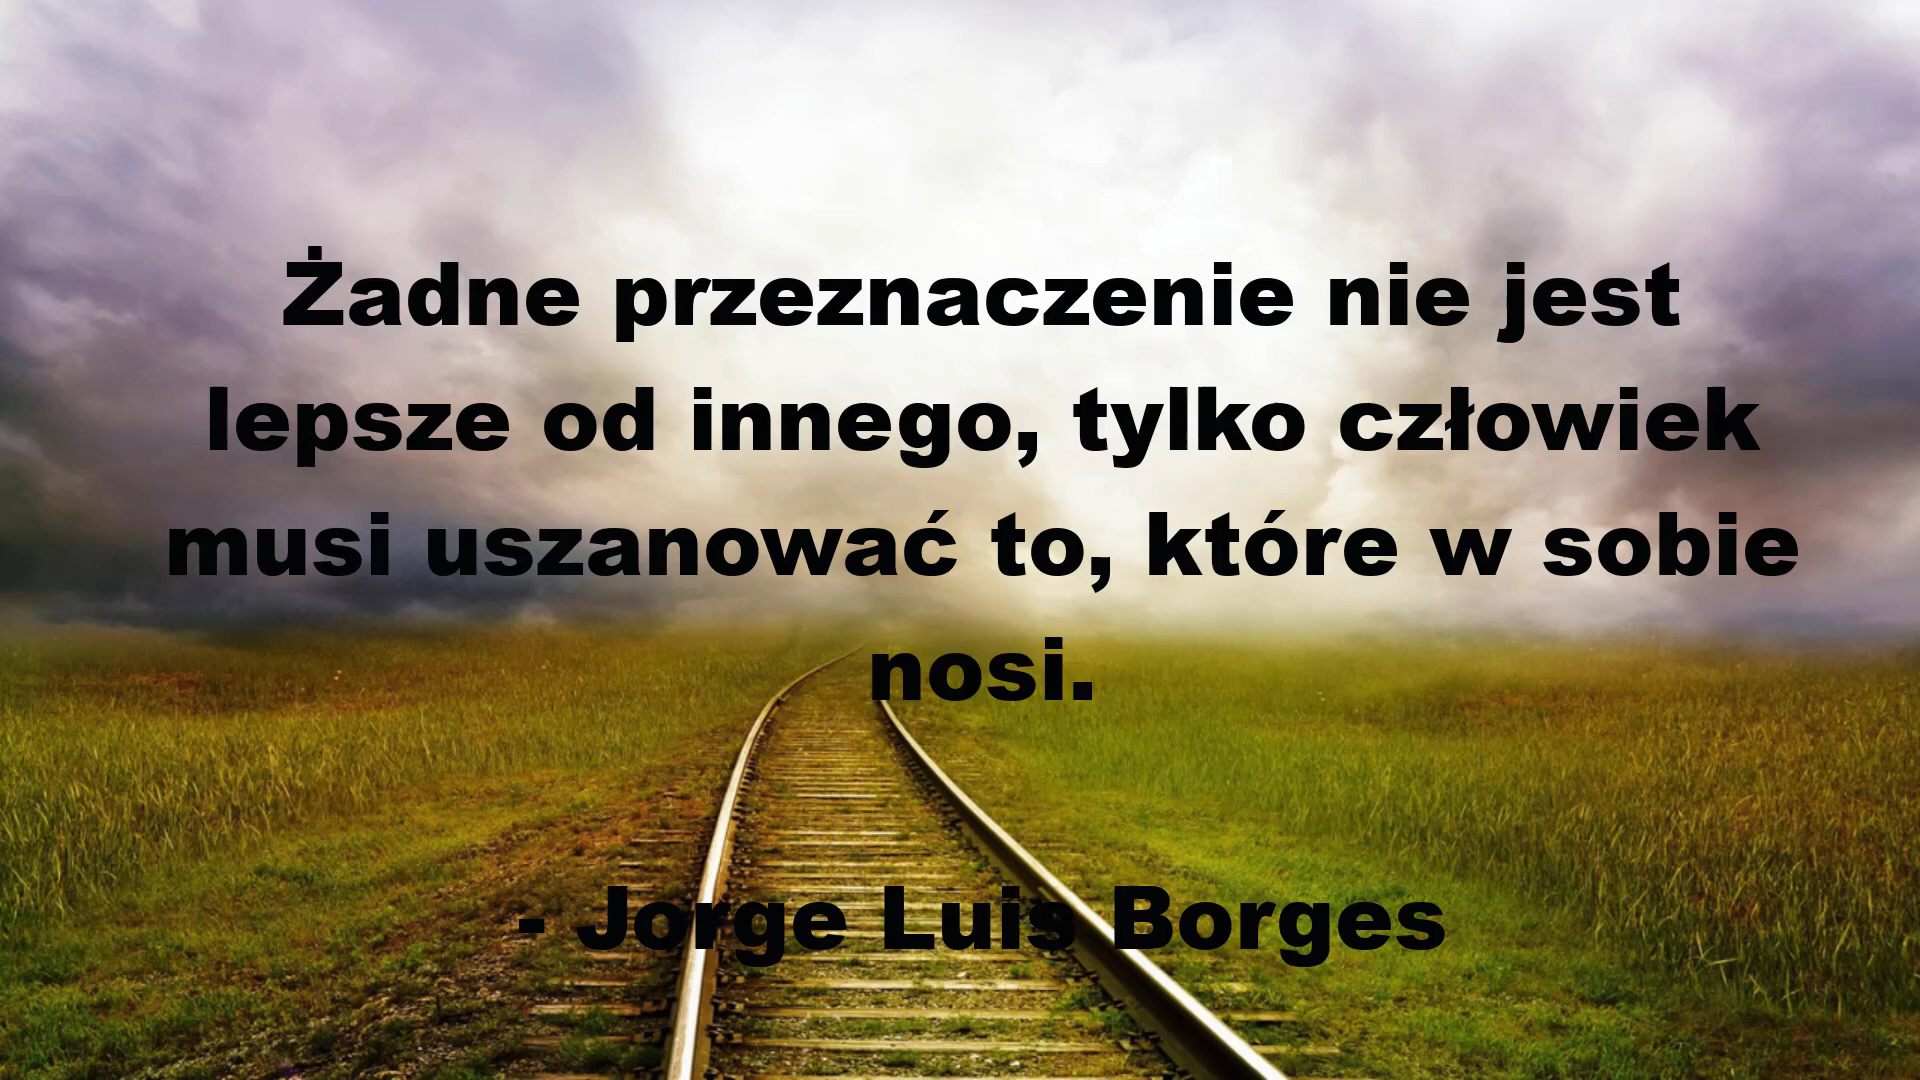 Żadne przeznaczenie nie jest
lepsze od innego, tylko człowiek
musi uszanować to, które w sobie
nosi.
- Jorge Luis Borges